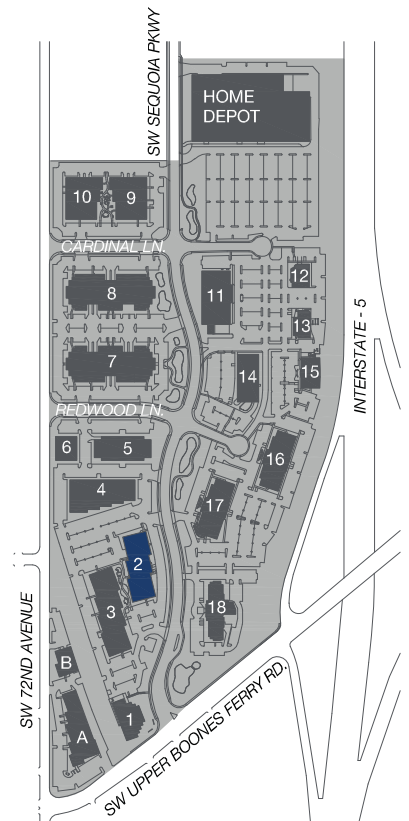 SW SEQUOIA PKWY
HOME
DEPOT
10
9
CARDINAL LN.
8
11
12
13
7
14
15
INTERSTATE - 5
REDWOOD LN.
6
5
16
4
17
2
3
18
SW 72ND AVENUE
B
A
1
SW UPPER BOONES FERRY RD.